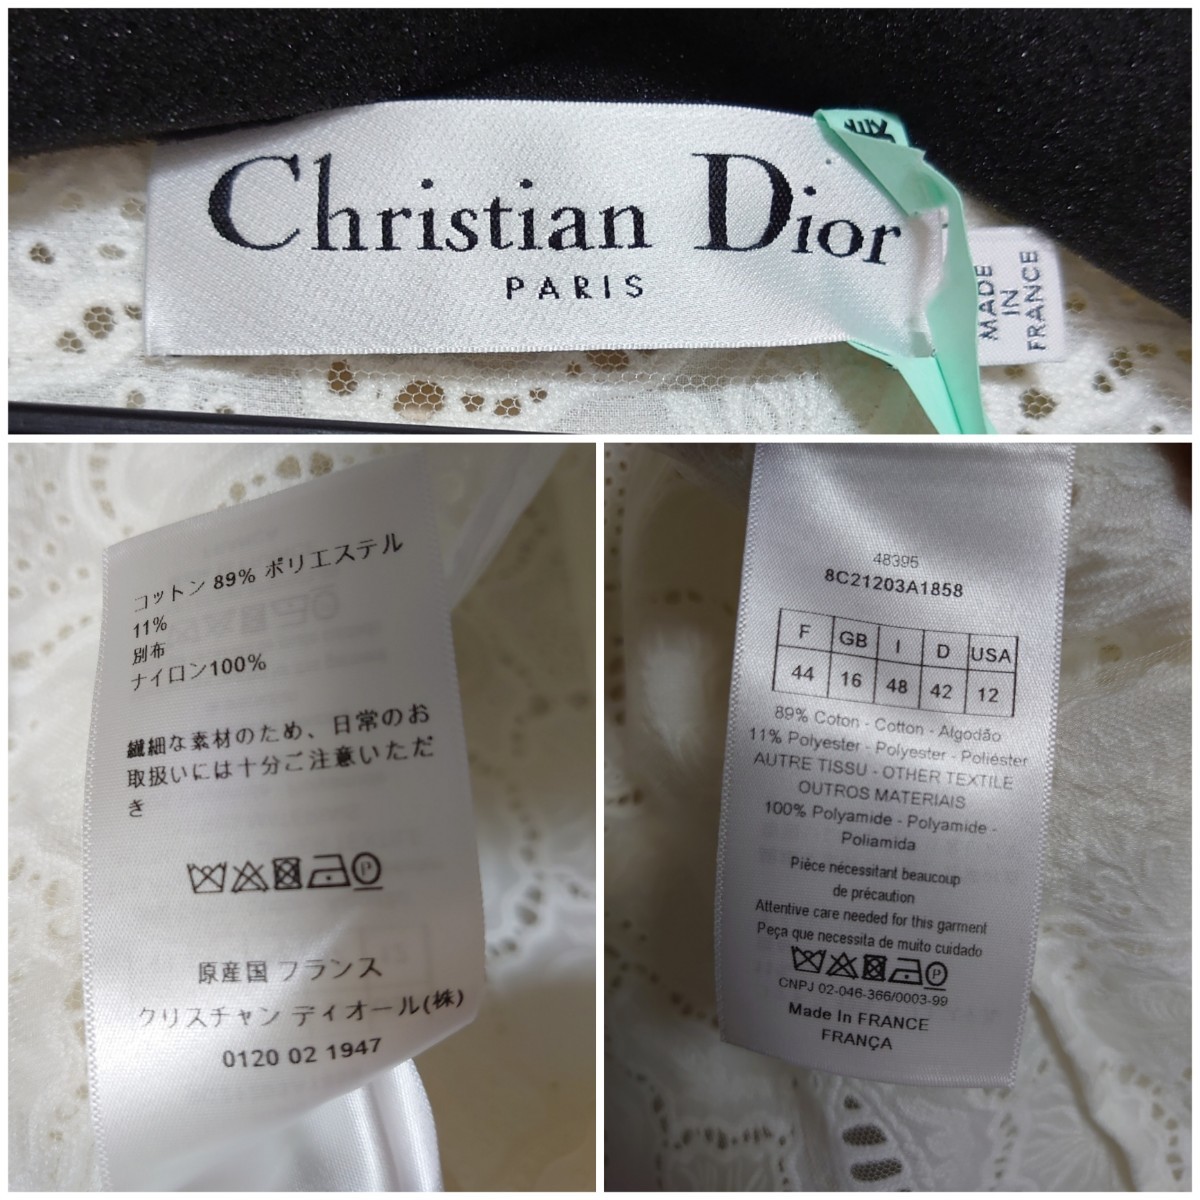 Christian Dior
PARIS
MADE
IN
FRANCE
コットン 89% ポリエステル
11%
別布
ナイロン100%
繊細な素材のため、日常のお
取扱いには十分ご注意いただ
き
原産国 フランス
クリスチャン ディオール(株)
0120 02 1947
48395
8C21203A1858
F GB I D USA
44 16 48 42 12
89% Coton - Cotton - Algodão
11% Polyester - Polyester - Poliéster
AUTRE TISSU - OTHER TEXTILE
OUTROS MATERIAIS
100% Polyamide - Polyamide -
Poliamida
Pièce nécessitant beaucoup
de précaution
Attentive care needed for this garment
Peça que necessita de muito cuidado
CNPJ 02-046-366/0003-99
Made In FRANCE
FRANÇA